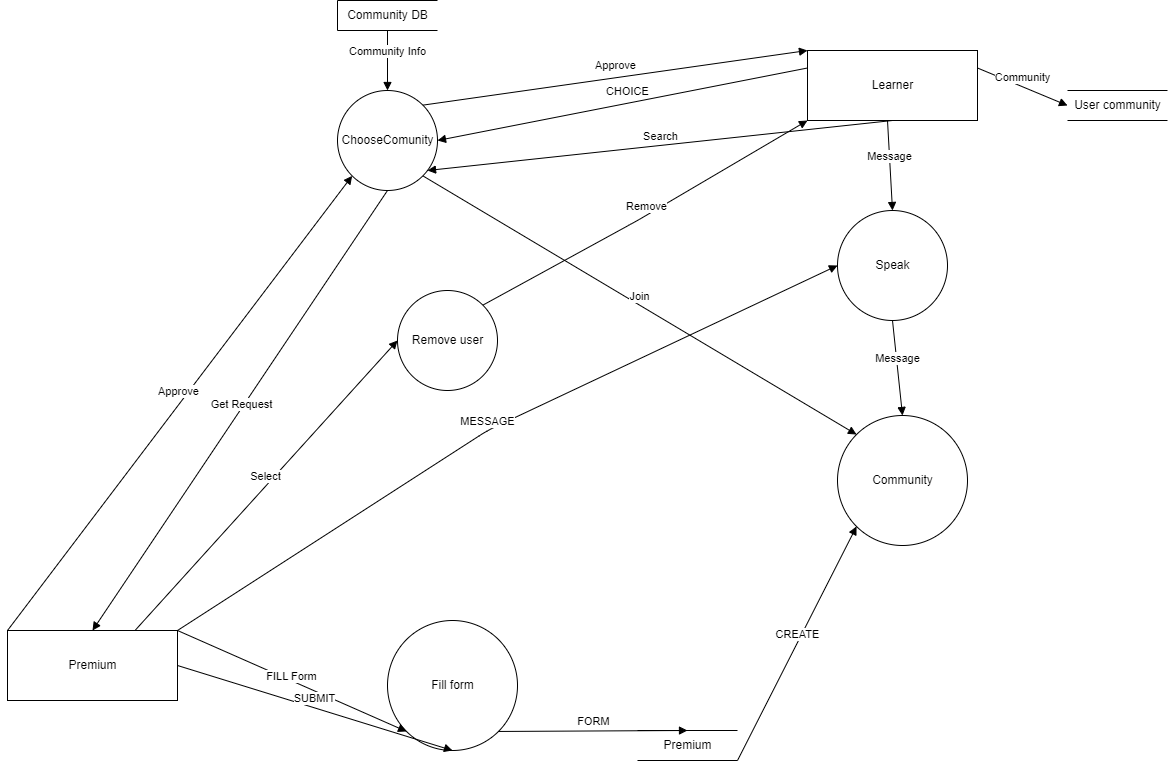 Community DB
Community Info
Approve
Learner
Community
CHOICE
User community
ChooseComunity
Search
Message
Remove
Speak
Join
Remove user
Message
Approve
Get Request
MESSAGE
Select
Community
CREATE
Premium
FILL Form
Fill form
SUBMIT
FORM
Premium